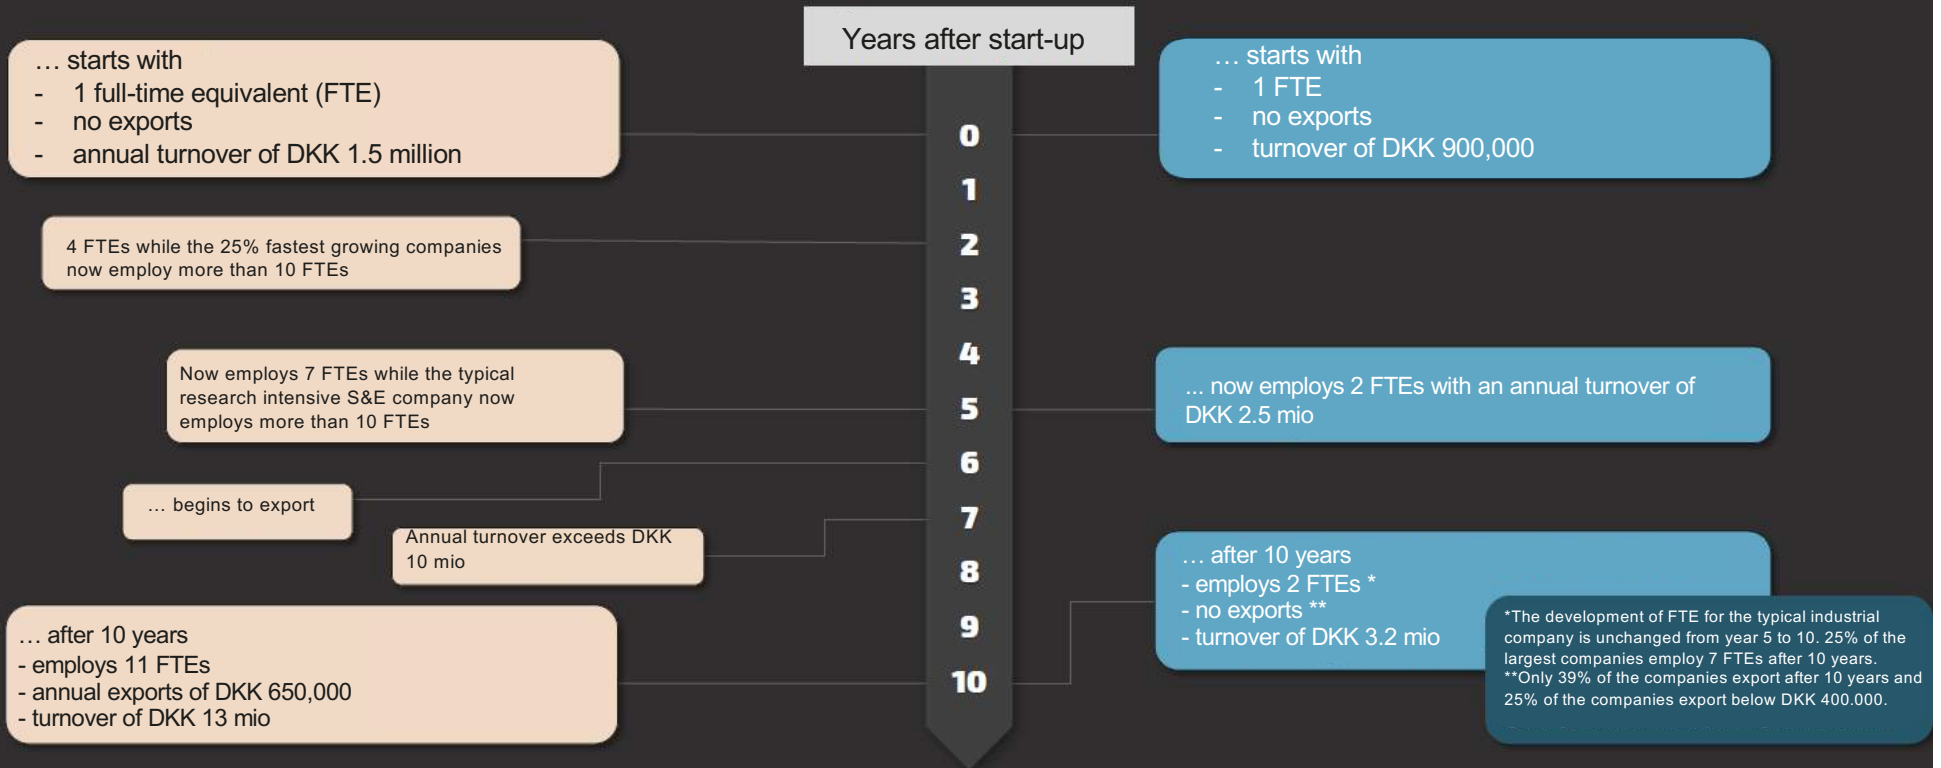 Years after start-up
… starts with
- 1 full-time equivalent (FTE)
- no exports
- annual turnover of DKK 1.5 million
… starts with
- 1 FTE
- no exports
- turnover of DKK 900,000
0
1
4 FTEs while the 25% fastest growing companies
now employ more than 10 FTEs
2
3
4
Now employs 7 FTEs while the typical
research intensive S&E company now
employs more than 10 FTEs
5
... now employs 2 FTEs with an annual turnover of
DKK 2.5 mio
6
… begins to export
7
Annual turnover exceeds DKK
10 mio
8
9
10
… after 10 years
- employs 11 FTEs
- annual exports of DKK 650,000
- turnover of DKK 13 mio
… after 10 years
- employs 2 FTEs *
- no exports **
- turnover of DKK 3.2 mio
*The development of FTE for the typical industrial
company is unchanged from year 5 to 10. 25% of the
largest companies employ 7 FTEs after 10 years.
**Only 39% of the companies export after 10 years and
25% of the companies export below DKK 400.000.